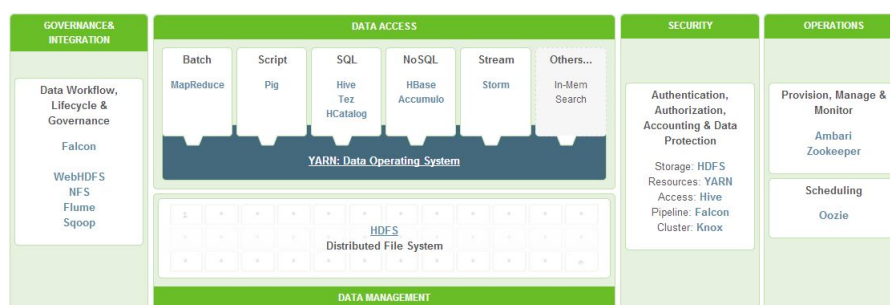 GOVERNANCE&
INTEGRATION
Data Workflow,
Lifecycle &
Governance
Falcon
WebHDFS
NFS
Flume
Sqoop
DATA ACCESS
Batch
MapReduce
Script
Pig
SQL
Hive
Tez
HCatalog
NoSQL
HBase
Accumulo
Stream
Storm
Others...
In-Mem
Search
YARN: Data Operating System
HDFS
Distributed File System
DATA MANAGEMENT
SECURITY
Authentication,
Authorization,
Accounting & Data
Protection
Storage: HDFS
Resources: YARN
Access: Hive
Pipeline: Falcon
Cluster: Knox
OPERATIONS
Provision, Manage &
Monitor
Ambari
Zookeeper
Scheduling
Oozie